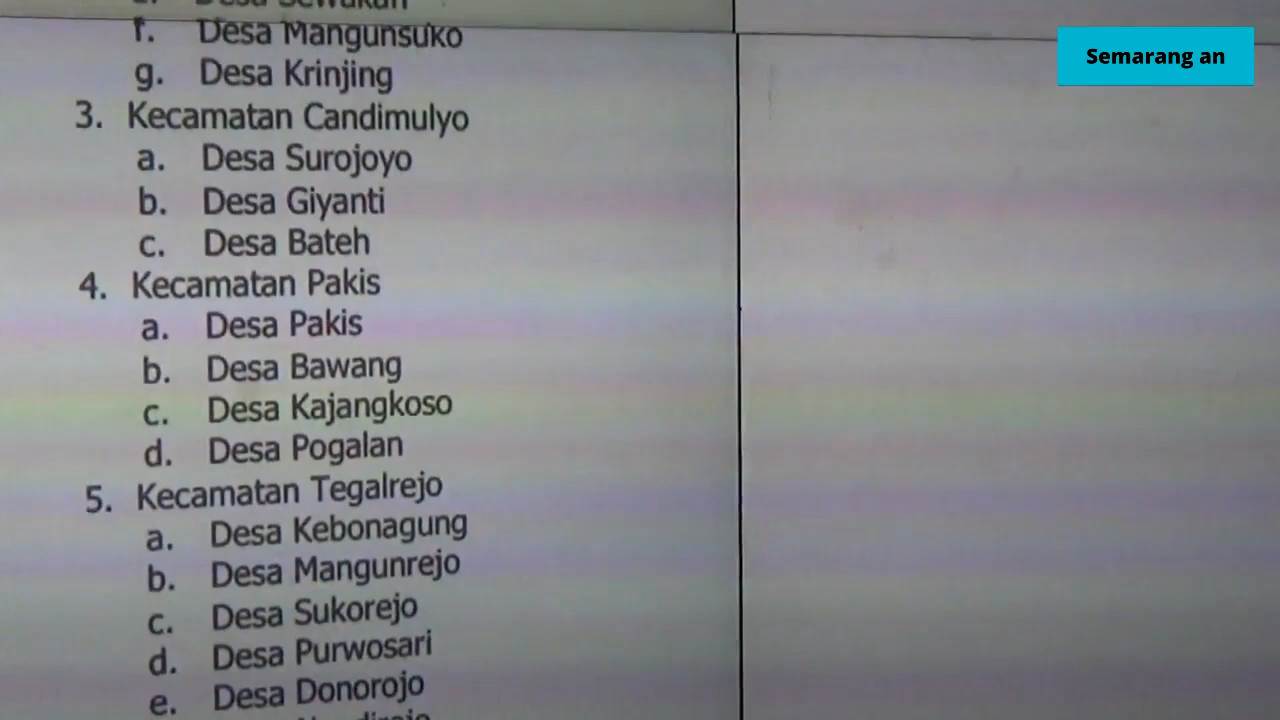 Desa Sewukan
f. Desa Mangunsuko
g. Desa Krinjing
3. Kecamatan Candimulyo
a. Desa Surojoyo
b. Desa Giyanti
c. Desa Bateh
4. Kecamatan Pakis
a. Desa Pakis
b. Desa Bawang
c. Desa Kajangkoso
d. Desa Pogalan
5. Kecamatan Tegalrejo
a. Desa Kebonagung
b. Desa Mangunrejo
c. Desa Sukorejo
d. Desa Purwosari
e. Desa Donorojo
Semarang an